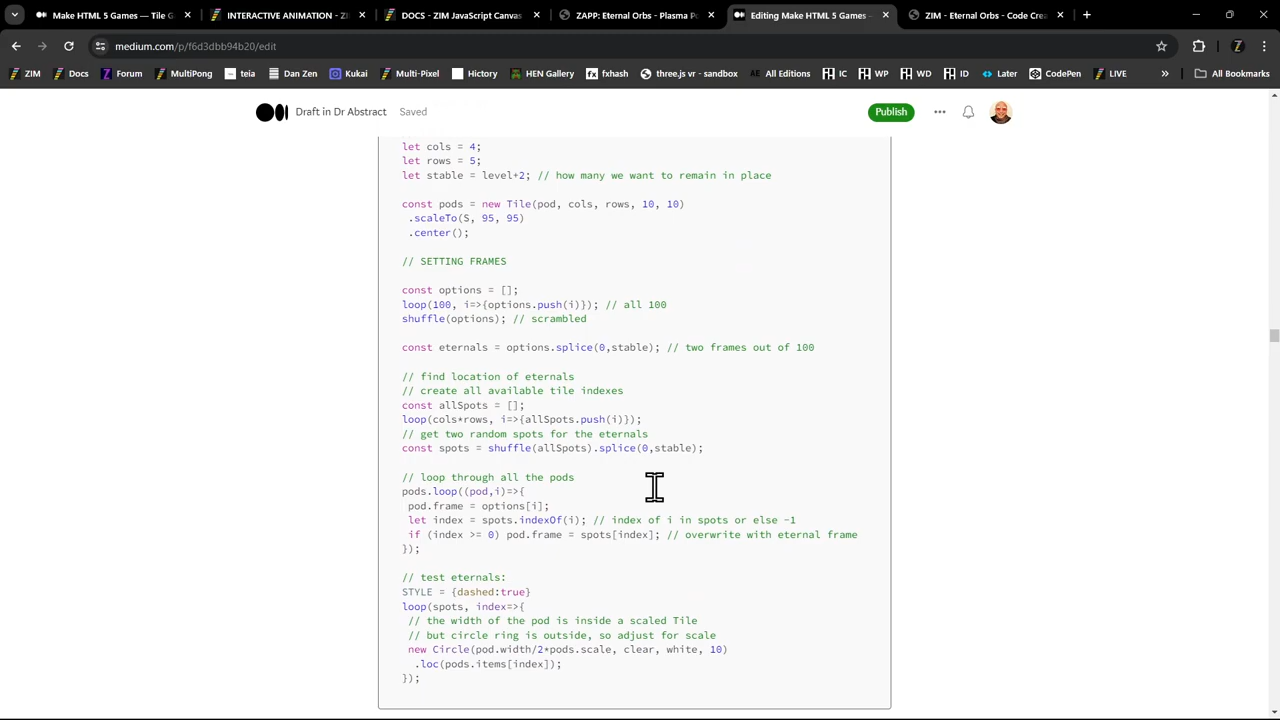 Make HTML 5 Games — Tile G
INTERACTIVE ANIMATION - ZI
DOCS - ZIM JavaScript Canvas
ZAPP: Eternal Orbs - Plasma Po
Editing Make HTML 5 Games –
ZIM - Eternal Orbs - Code Crea
medium.com/p/f6d3dbb94b20/edit
ZIM Docs Forum MultiPong teia Dan Zen Kukai Multi-Pixel Hictory HEN Gallery fxhash three.js vr - sandbox All Editions IC WP WD ID Later CodePen LIVE » All Bookmarks
Draft in Dr Abstract Saved Publish
let cols = 4;
let rows = 5;
let stable = level+2; // how many we want to remain in place
const pods = new Tile(pod, cols, rows, 10, 10)
.scaleTo(S, 95, 95)
.center();
// SETTING FRAMES
const options = [];
loop(100, i=>{options.push(i)}); // all 100
shuffle(options); // scrambled
const eternals = options.splice(0,stable); // two frames out of 100
// find location of eternals
// create all available tile indexes
const allSpots = [];
loop(cols*rows, i=>{allSpots.push(i)});
// get two random spots for the eternals
const spots = shuffle(allSpots).splice(0,stable);
// loop through all the pods
pods.loop((pod,i)=>{
pod.frame = options[i];
let index = spots.indexOf(i); // index of i in spots or else -1
if (index >= 0) pod.frame = spots[index]; // overwrite with eternal frame
});
// test eternals:
STYLE = {dashed:true}
loop(spots, index=>{
// the width of the pod is inside a scaled Tile
// but circle ring is outside, so adjust for scale
new Circle(pod.width/2*pods.scale, clear, white, 10)
.loc(pods.items[index]);
});